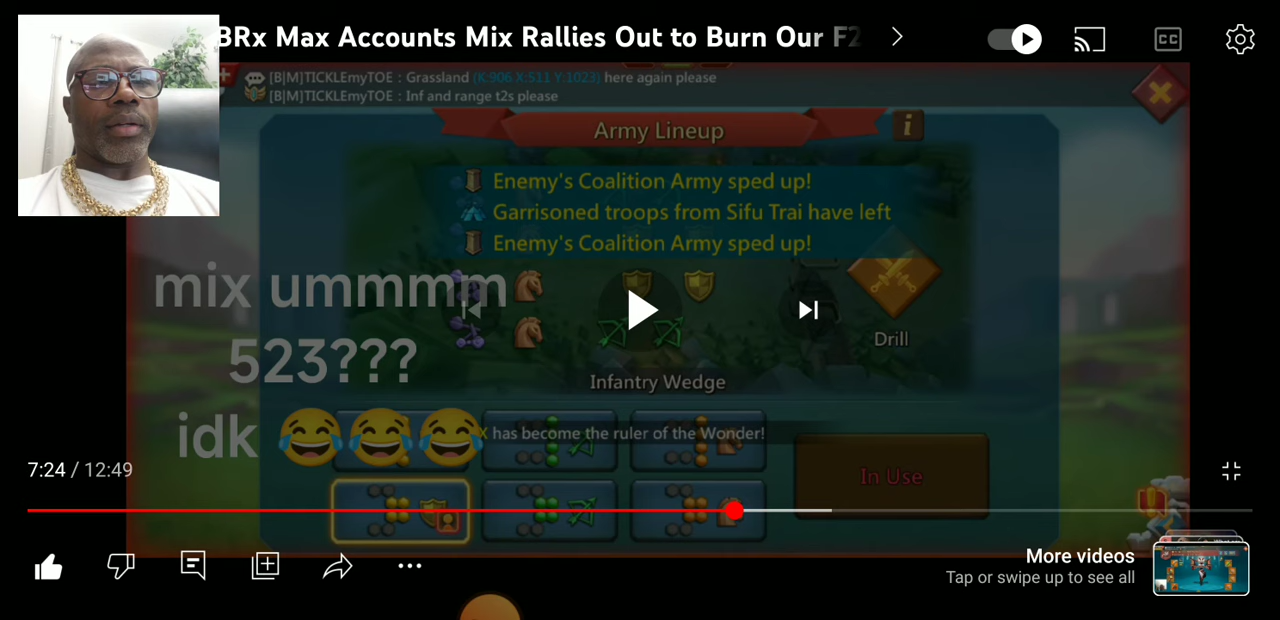 BRx Max Accounts Mix Rallies Out to Burn Our F2
CC
[B|M]TICKLEmyTOE : Grassland (K:906 X:511 Y:1023) here again please
[B|M]TICKLEmyTOE : Inf and range t2s please
Army Lineup
i
Enemy's Coalition Army sped up!
Garrisoned troops from Sifu Trai have left
Enemy's Coalition Army sped up!
mix ummmm
523???
idk 😂😂😂
Drill
Infantry Wedge
X has become the ruler of the Wonder!
In Use
7:24 / 12:49
More videos
Tap or swipe up to see all